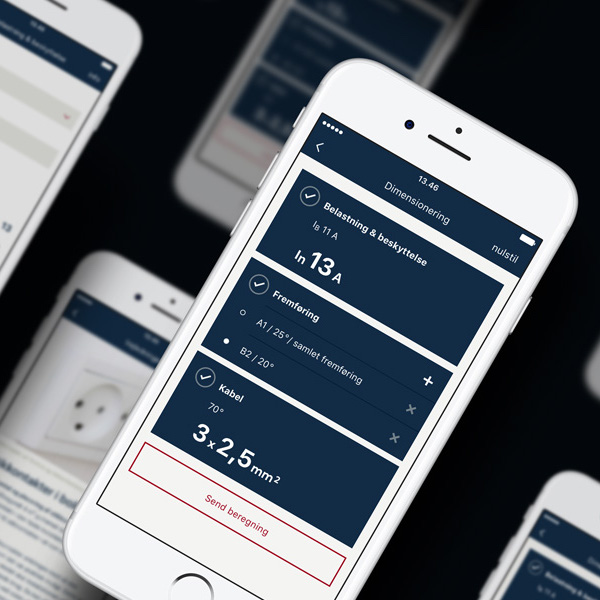 13.46
Dimensionering
nulstil
Belastning & beskyttelse
IB 11 A
In 13 A
Fremføring
A1 / 25° / samlet fremføring
B2 / 20°
Kabel
70°
3 x 2,5 mm²
Send beregning